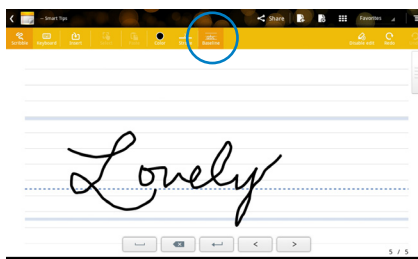 – Smart Tips Share Favorites
Scribble Keyboard Insert Color Baseline Disable edit Redo
Lovely
5 / 5